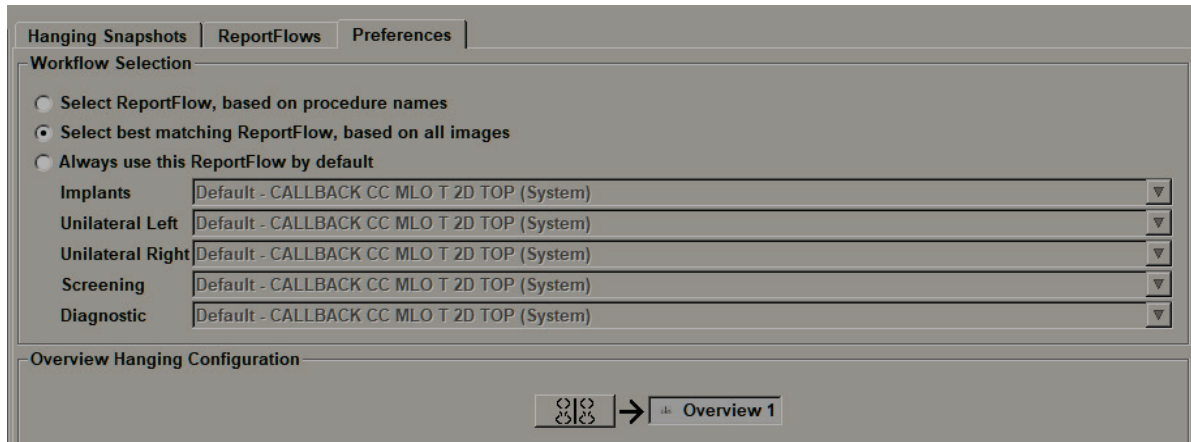 Hanging Snapshots ReportFlows Preferences
Workflow Selection
Select ReportFlow, based on procedure names
Select best matching ReportFlow, based on all images
Always use this ReportFlow by default
Implants Default - CALLBACK CC MLO T 2D TOP (System)
Unilateral Left Default - CALLBACK CC MLO T 2D TOP (System)
Unilateral Right Default - CALLBACK CC MLO T 2D TOP (System)
Screening Default - CALLBACK CC MLO T 2D TOP (System)
Diagnostic Default - CALLBACK CC MLO T 2D TOP (System)
Overview Hanging Configuration
Overview 1